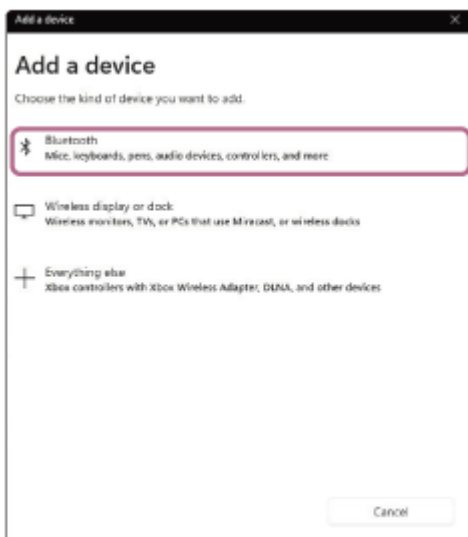 Add a device
Add a device
Choose the kind of device you want to add.
Bluetooth
Mice, keyboards, pens, audio devices, controllers, and more
Wireless display or dock
Wireless monitors, TVs, or PCs that use Miracast, or wireless docks
Everything else
Xbox controllers with Xbox Wireless Adapter, DLNA, and other devices
Cancel